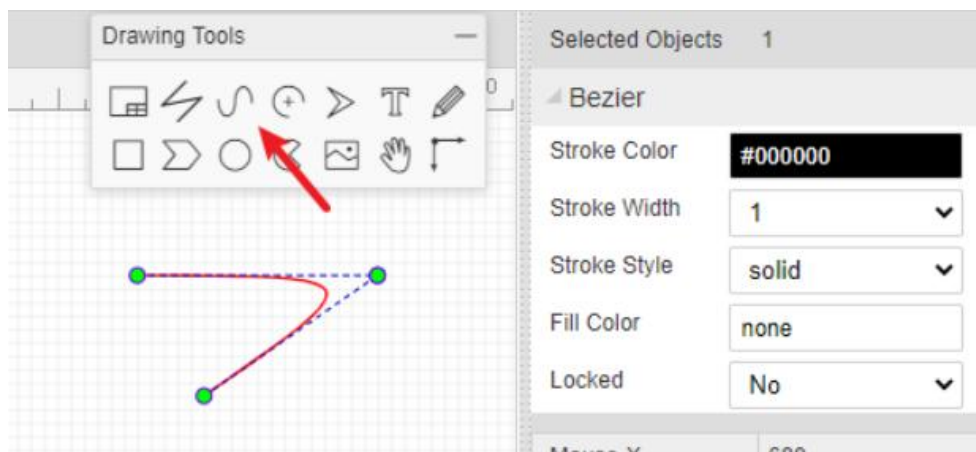 Drawing Tools
Selected Objects 1
0
Bezier
Stroke Color #000000
Stroke Width 1
Stroke Style solid
Fill Color none
Locked No